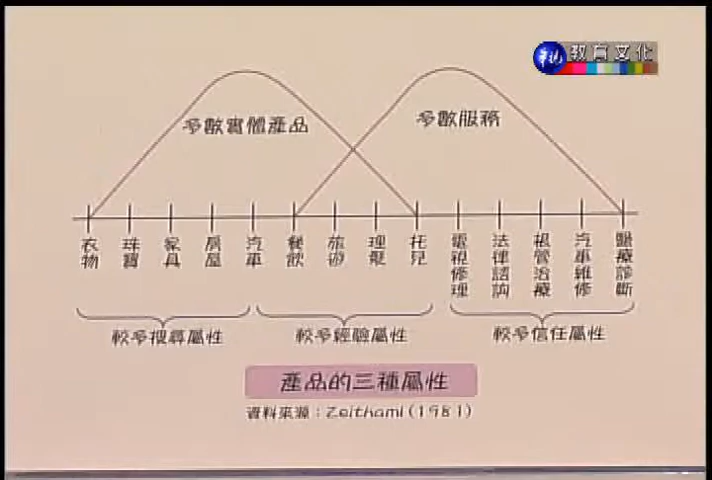 華視 教育文化
多數實體產品
多數服務
衣物
珠寶
家具
房屋
汽車
餐飲
旅遊
理髮
托兒
電視修理
法律諮詢
根管治療
汽車維修
醫療診斷
較多搜尋屬性
較多經驗屬性
較多信任屬性
產品的三種屬性
資料來源：Zeithaml(1981)